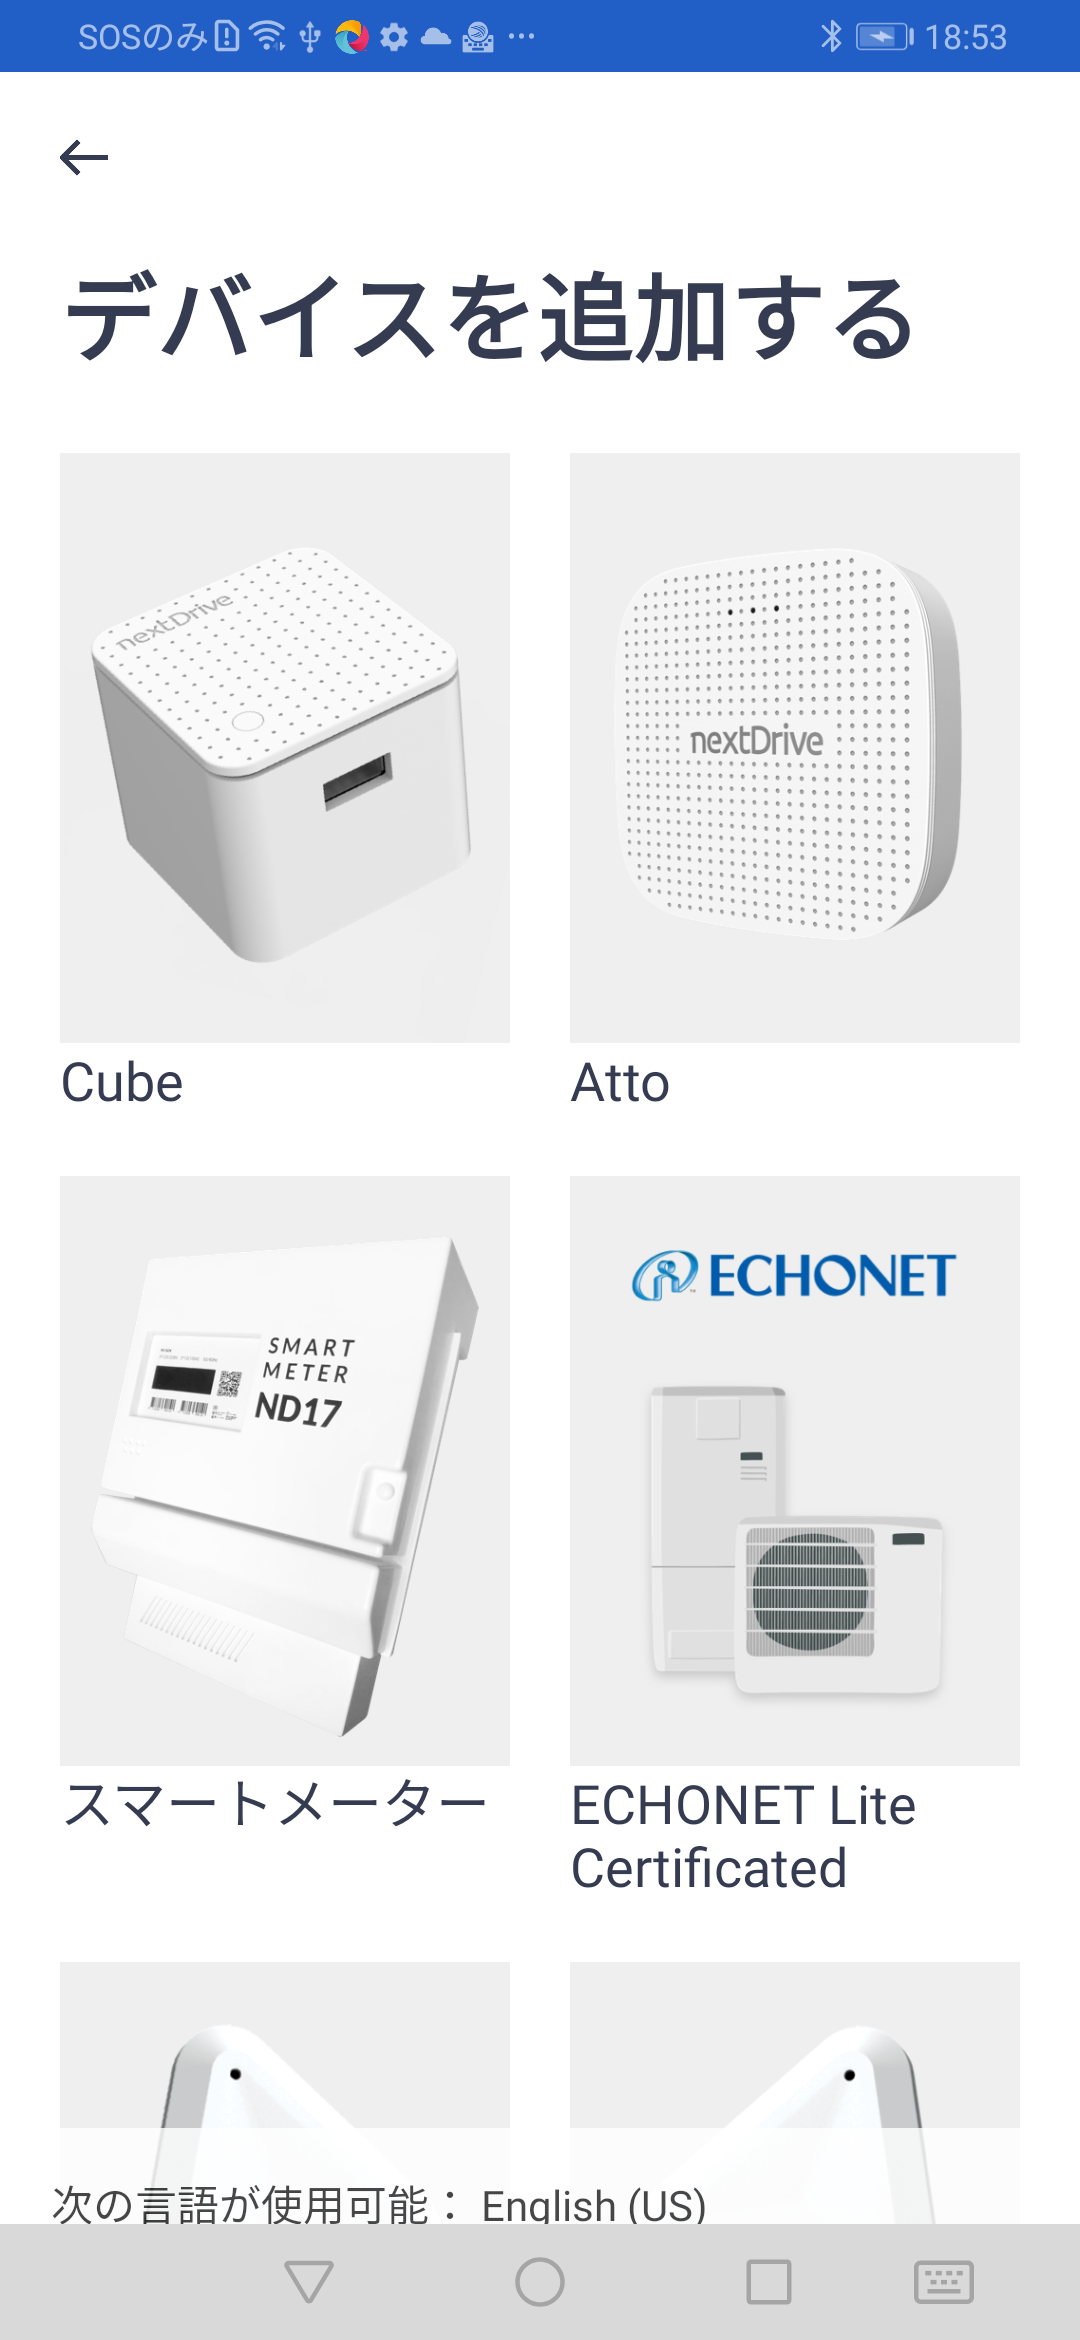 SOSのみ
18:53
デバイスを追加する
nextDrive
nextDrive
Cube
Atto
SMART
METER
ND17
ECHONET
スマートメーター
ECHONET Lite
Certificated
次の言語が使用可能： English (US)